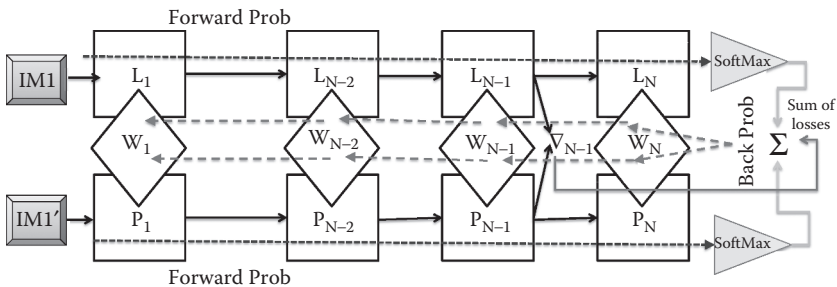 Forward Prob
IM1
L1
LN–2
LN–1
LN
SoftMax
W1
WN–2
WN–1
∇N–1
WN
Back Prob
Σ
Sum of
losses
IM1′
P1
PN–2
PN–1
PN
SoftMax
Forward Prob